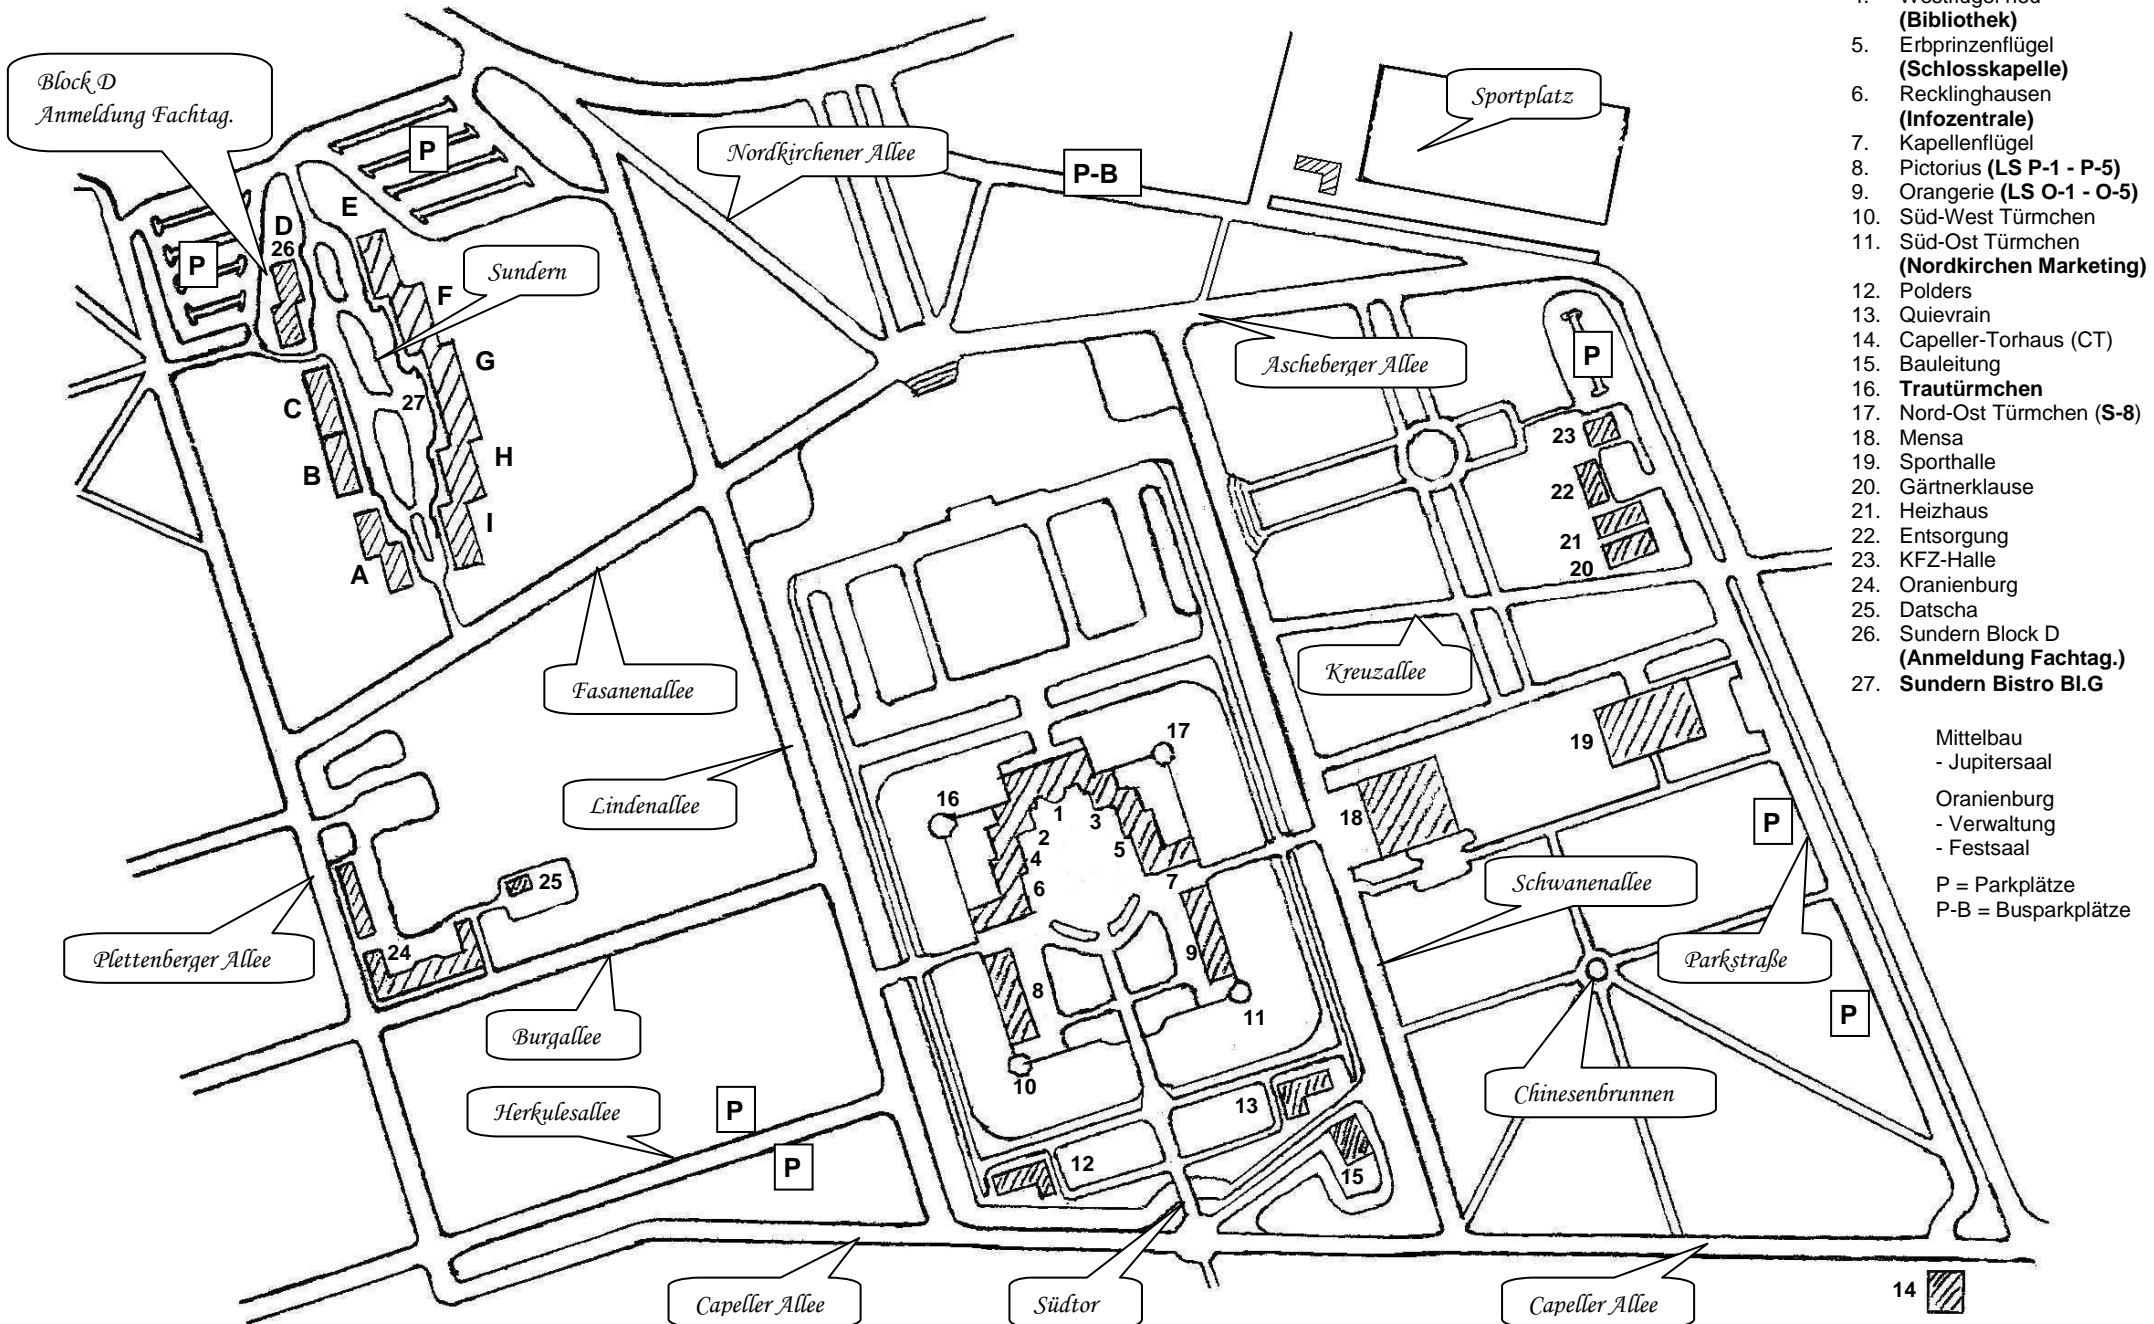 Block D
Anmeldung Fachtag.
P
P
D
26
E
F
Sundern
G
C
27
B
H
I
A
Nordkirchener Allee
P-B
Sportplatz
Ascheberger Allee
P
23
22
21
20
Fasanenallee
Kreuzallee
Lindenallee
17
16
1
3
2
4
5
6
7
18
19
P
25
24
Plettenberger Allee
Burgallee
Schwanenallee
Parkstraße
9
8
11
10
P
Chinesenbrunnen
Herkulesallee
P
P
13
12
15
Capeller Allee
Südtor
Capeller Allee
14
(Bibliothek)
5. Erbprinzenflügel
(Schlosskapelle)
6. Recklinghausen
(Infozentrale)
7. Kapellenflügel
8. Pictorius (LS P-1 - P-5)
9. Orangerie (LS O-1 - O-5)
10. Süd-West Türmchen
11. Süd-Ost Türmchen
(Nordkirchen Marketing)
12. Polders
13. Quievrain
14. Capeller-Torhaus (CT)
15. Bauleitung
16. Trautürmchen
17. Nord-Ost Türmchen (S-8)
18. Mensa
19. Sporthalle
20. Gärtnerklause
21. Heizhaus
22. Entsorgung
23. KFZ-Halle
24. Oranienburg
25. Datscha
26. Sundern Block D
(Anmeldung Fachtag.)
27. Sundern Bistro Bl.G
Mittelbau
- Jupitersaal
Oranienburg
- Verwaltung
- Festsaal
P = Parkplätze
P-B = Busparkplätze